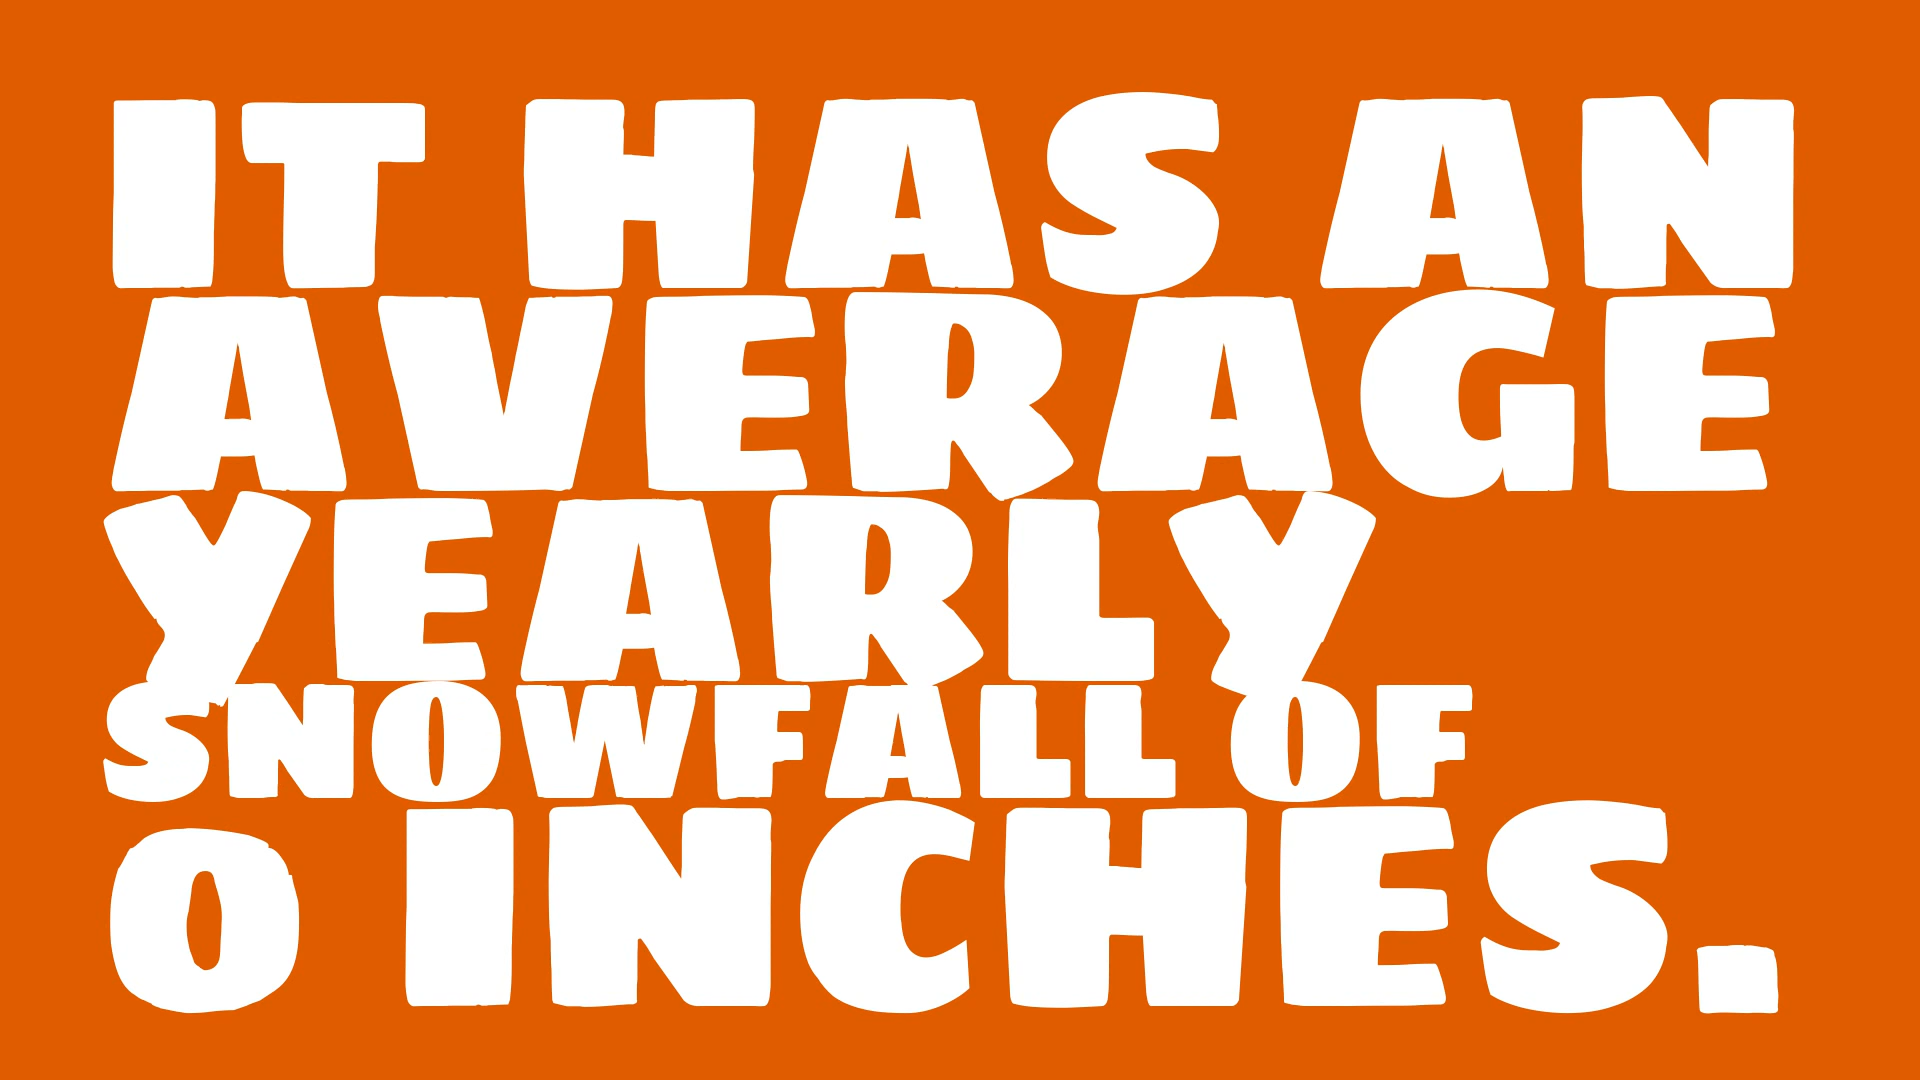 IT HAS AN
AVERAGE
YEARLY
SNOWFALL OF
0 INCHES.